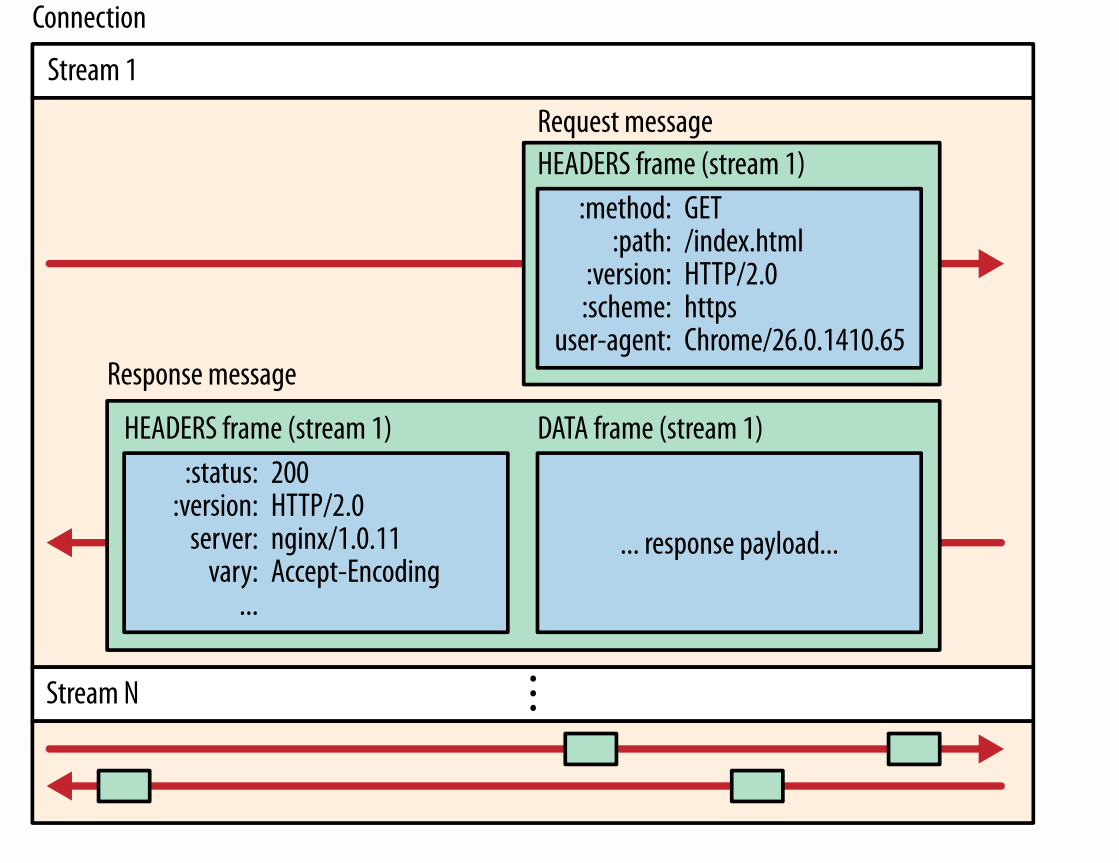 Connection
Stream 1
Request message
HEADERS frame (stream 1)
:method: GET
:path: /index.html
:version: HTTP/2.0
:scheme: https
user-agent: Chrome/26.0.1410.65
Response message
HEADERS frame (stream 1)
:status: 200
:version: HTTP/2.0
server: nginx/1.0.11
vary: Accept-Encoding
...
DATA frame (stream 1)
... response payload...
Stream N